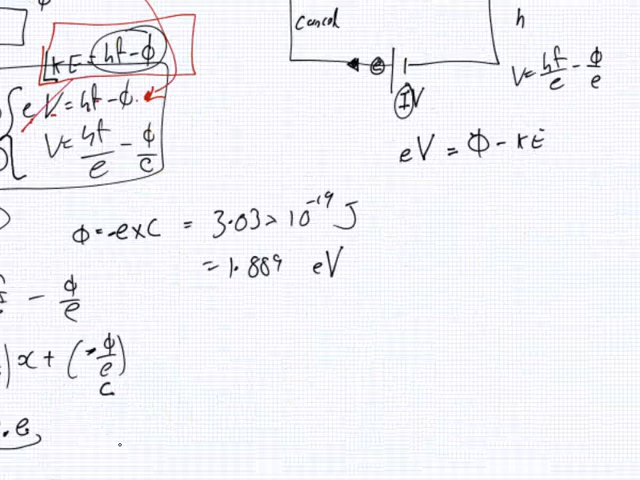 ϕ
KE = hf - ϕ
eV = hf - ϕ.
V = hf/e - ϕ/e
cancel
e
IV
h
V = hf/e - ϕ/e
eV = ϕ - KE
ϕ = -e x c = 3.03 x 10^-19 J
= 1.889 eV
- ϕ/e
) x + (- ϕ/e)
c
. e